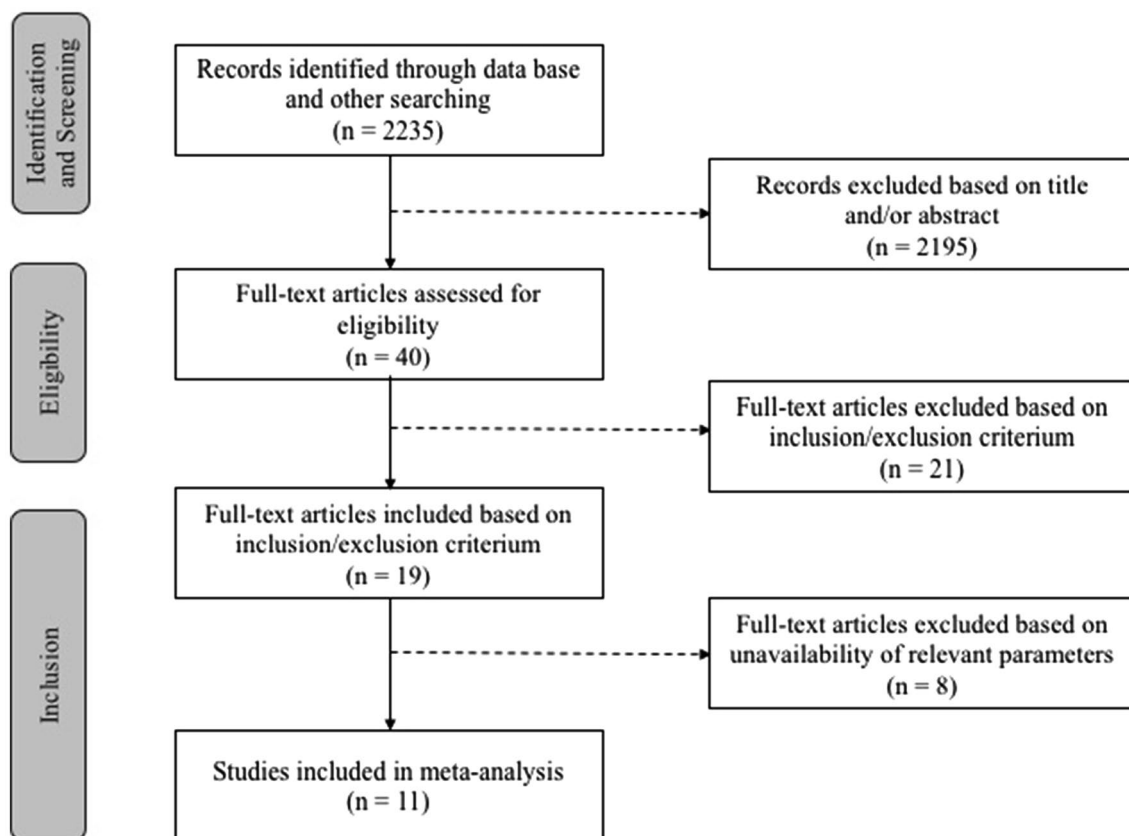 Identification
and Screening
Records identified through data base
and other searching
(n = 2235)
Records excluded based on title
and/or abstract
(n = 2195)
Eligibility
Full-text articles assessed for
eligibility
(n = 40)
Full-text articles excluded based on
inclusion/exclusion criterium
(n = 21)
Inclusion
Full-text articles included based on
inclusion/exclusion criterium
(n = 19)
Full-text articles excluded based on
unavailability of relevant parameters
(n = 8)
Studies included in meta-analysis
(n = 11)